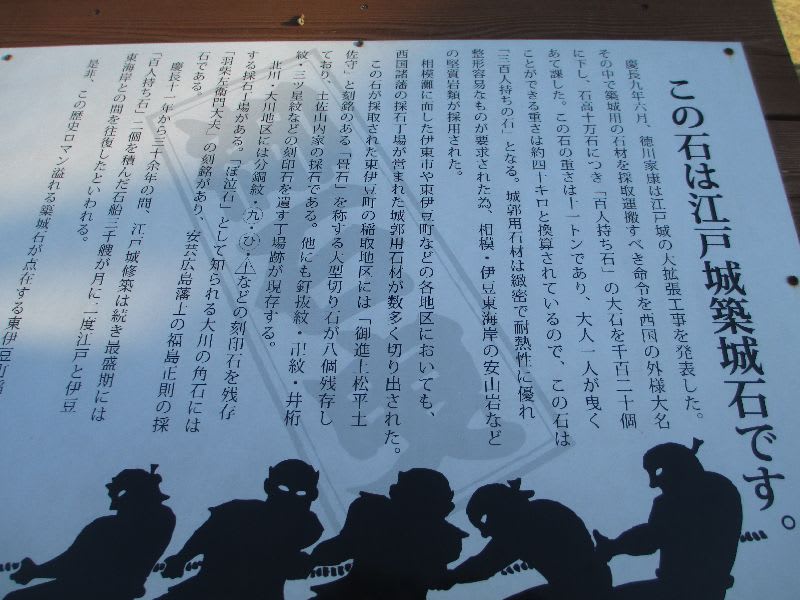 この石は江戸城築城石です。
慶長九年六月、徳川家康は江戸城の大拡張工事を発表した。
その中で築城用の石材を採取運搬すべき命令を西国の外様大名
に下し、石高十万石につき「百人持ち石」の大石を千百二十個
あて課した。この石の重さは十一トンであり、大人一人が曳く
ことができる重さは約四十キロと換算されているので、この石は
「三百人持ちの石」となる。城郭用石材は緻密で耐熱性に優れ
整形容易なものが要求された為、相模・伊豆東海岸の安山岩など
の堅質岩類が採用された。
相模灘に面した伊東市や東伊豆町などの各地区においても、
西国諸藩の採石丁場が営まれた城郭用石材が数多く切り出された。
この石が採取された東伊豆町の稲取地区には「御進上松平土
佐守」と刻銘のある「畳石」を称する大型切り石が八個残存し
ており、土佐山内家の採石である。他にも釘抜紋・卍紋・井桁
紋・三ツ星紋などの刻印石を遺す丁場跡が現存する。
北川・大川地区には分銅紋・九・ひ・などの刻印石を残存
する採石丁場がある。「ぼ泣石」として知られる大川の角石には
「羽柴左衛門大夫」の刻銘があり、安芸広島藩士の福島正則の採
石である。
慶長十一年から三十余年の間、江戸城修築は続き最盛期には
「百人持ち石」二個を積んだ石船三千艘が月に二度江戸と伊豆
東海岸との間を往復したといわれる。
是非、この歴史ロマン溢れる築城石が点在する東伊豆町稲